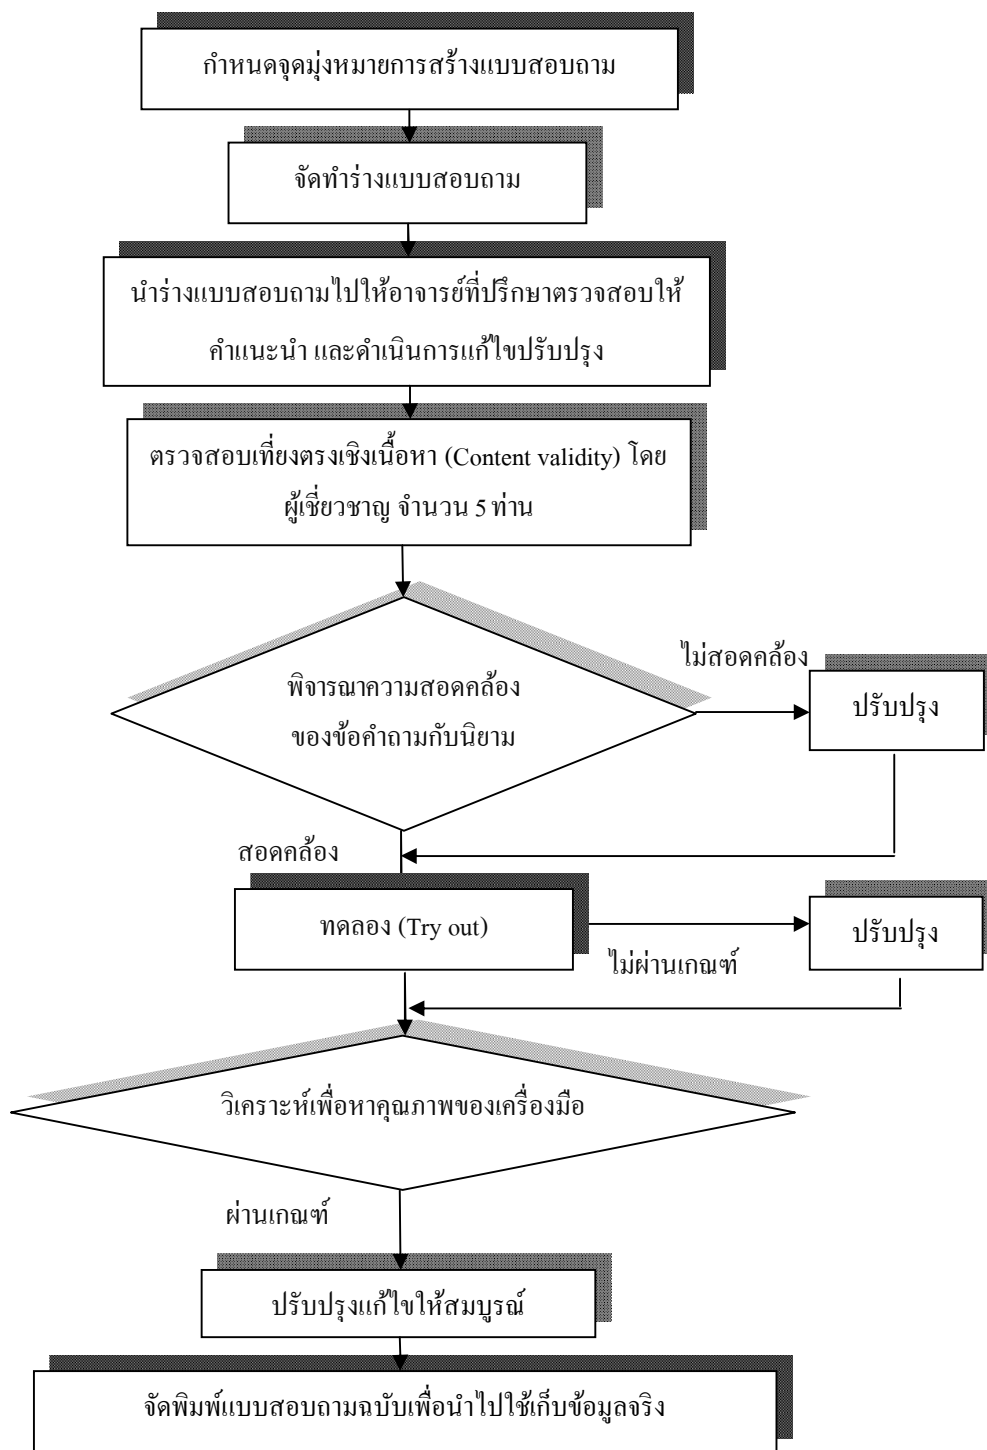 กำหนดจุดมุ่งหมายการสร้างแบบสอบถาม
จัดทำร่างแบบสอบถาม
นำร่างแบบสอบถามไปให้อาจารย์ที่ปรึกษาตรวจสอบให้
คำแนะนำ และดำเนินการแก้ไขปรับปรุง
ตรวจสอบเที่ยงตรงเชิงเนื้อหา (Content validity) โดย
ผู้เชี่ยวชาญ จำนวน 5 ท่าน
ไม่สอดคล้อง
พิจารณาความสอดคล้อง
ของข้อคำถามกับนิยาม
ปรับปรุง
สอดคล้อง
ทดลอง (Try out)
ปรับปรุง
ไม่ผ่านเกณฑ์
วิเคราะห์เพื่อหาคุณภาพของเครื่องมือ
ผ่านเกณฑ์
ปรับปรุงแก้ไขให้สมบูรณ์
จัดพิมพ์แบบสอบถามฉบับเพื่อนำไปใช้เก็บข้อมูลจริง